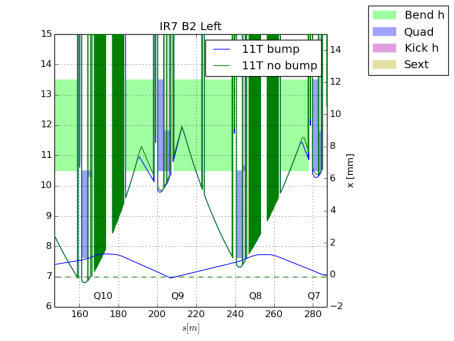 IR7 B2 Left
Bend h
Quad
Kick h
Sext
11T bump
11T no bump
15
14
13
12
11
10
9
8
7
6
14
12
10
8
6
4
2
0
−2
x [mm]
Q10
Q9
Q8
Q7
160
180
200
220
240
260
280
s[m]